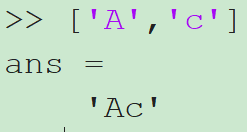 >> ['A','c']
ans =
'Ac'